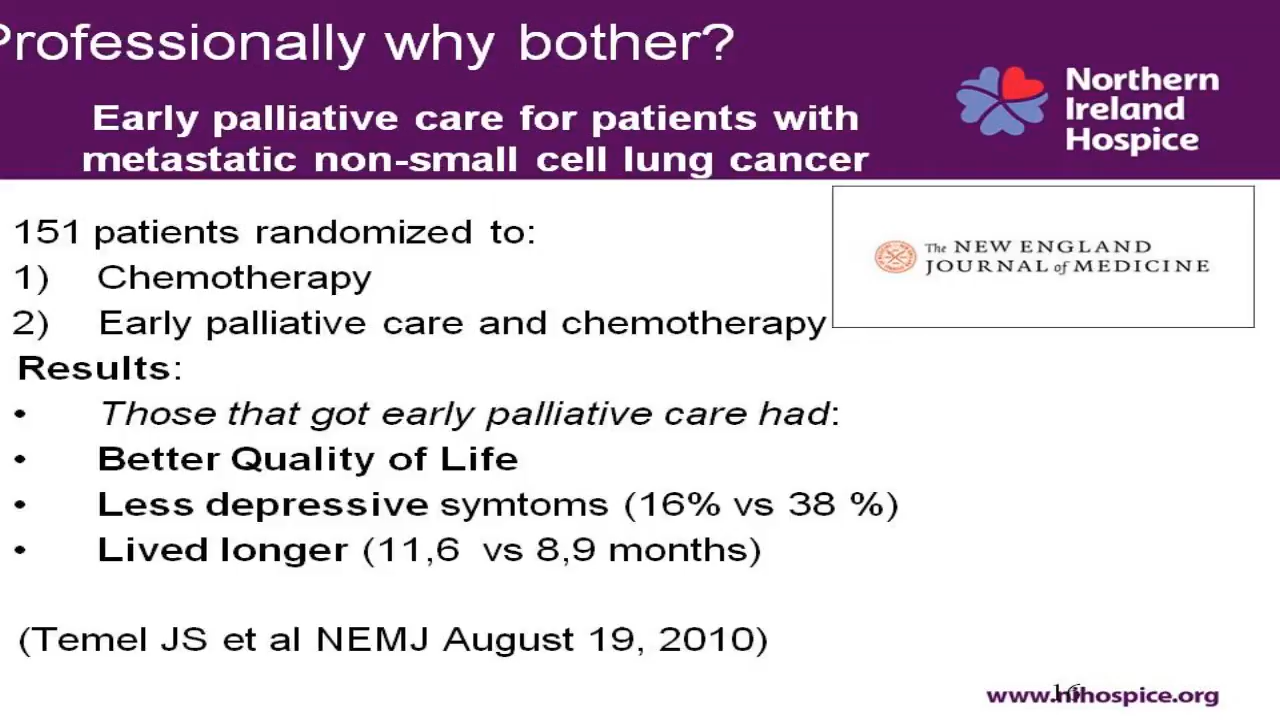 Professionally why bother?
Early palliative care for patients with
metastatic non-small cell lung cancer
Northern
Ireland
Hospice
The NEW ENGLAND
JOURNAL of MEDICINE
151 patients randomized to:
1) Chemotherapy
2) Early palliative care and chemotherapy
Results:
• Those that got early palliative care had:
• Better Quality of Life
• Less depressive symtoms (16% vs 38 %)
• Lived longer (11,6 vs 8,9 months)
(Temel JS et al NEMJ August 19, 2010)
www.nihospice.org
16